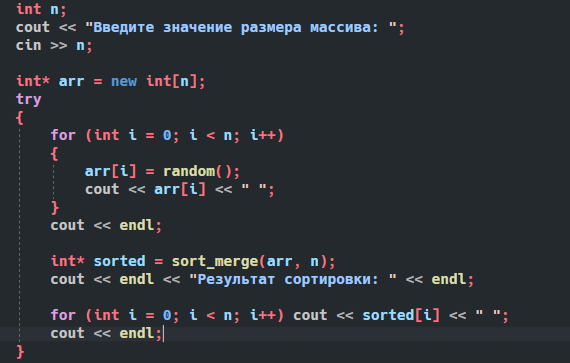 int n;
cout << "Введите значение размера массива: ";
cin >> n;

int* arr = new int[n];
try
{
    for (int i = 0; i < n; i++)
    {
        arr[i] = random();
        cout << arr[i] << " ";
    }
    cout << endl;

    int* sorted = sort_merge(arr, n);
    cout << endl << "Результат сортировки: " << endl;

    for (int i = 0; i < n; i++) cout << sorted[i] << " ";
    cout << endl;
}